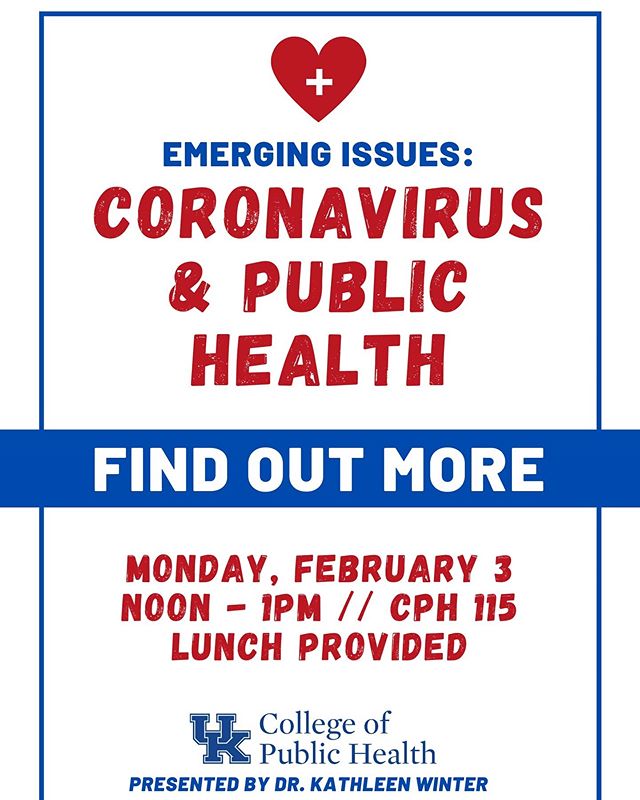 EMERGING ISSUES:
CORONAVIRUS
& PUBLIC
HEALTH
FIND OUT MORE
MONDAY, FEBRUARY 3
NOON – 1PM // CPH 115
LUNCH PROVIDED
UK College of
Public Health
PRESENTED BY DR. KATHLEEN WINTER